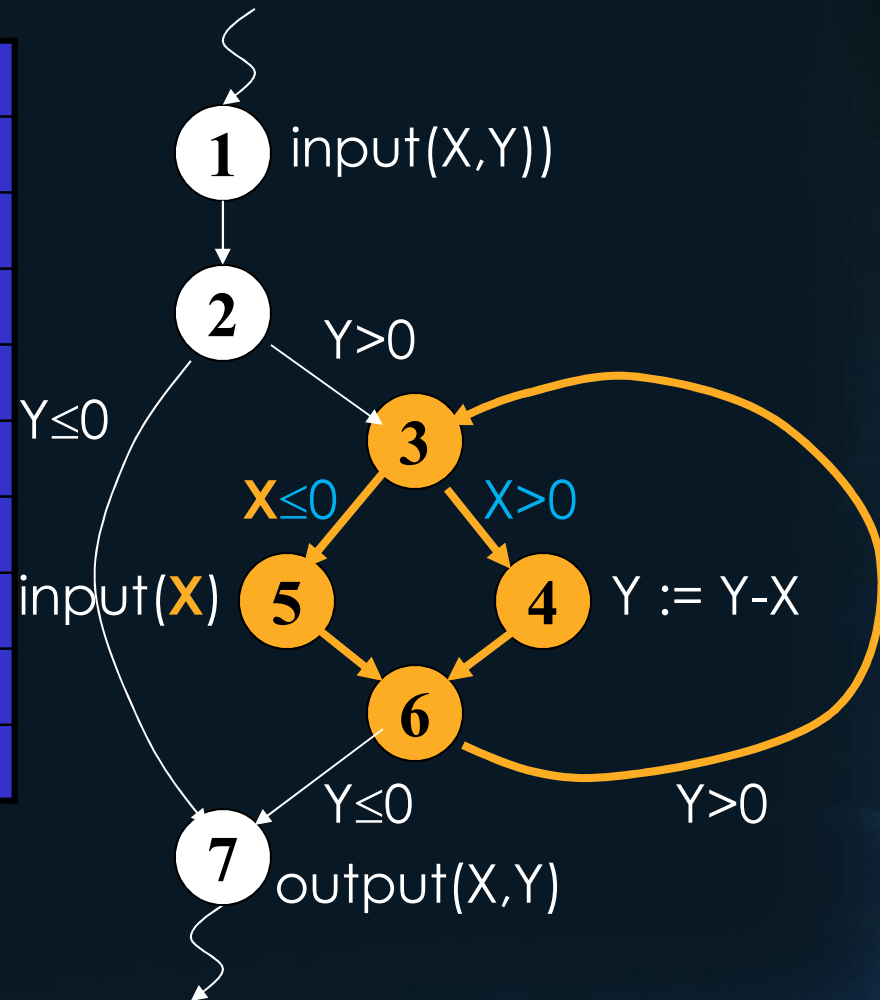 1 input(X,Y))
2
Y>0
Y≤0
3
X≤0 X>0
input(X) 5 4 Y := Y-X
6
Y≤0 Y>0
7
output(X,Y)